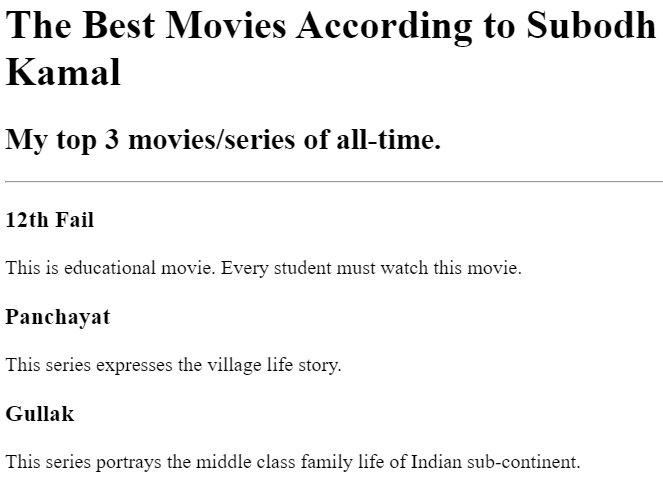 The Best Movies According to Subodh
Kamal
My top 3 movies/series of all-time.
12th Fail
This is educational movie. Every student must watch this movie.
Panchayat
This series expresses the village life story.
Gullak
This series portrays the middle class family life of Indian sub-continent.